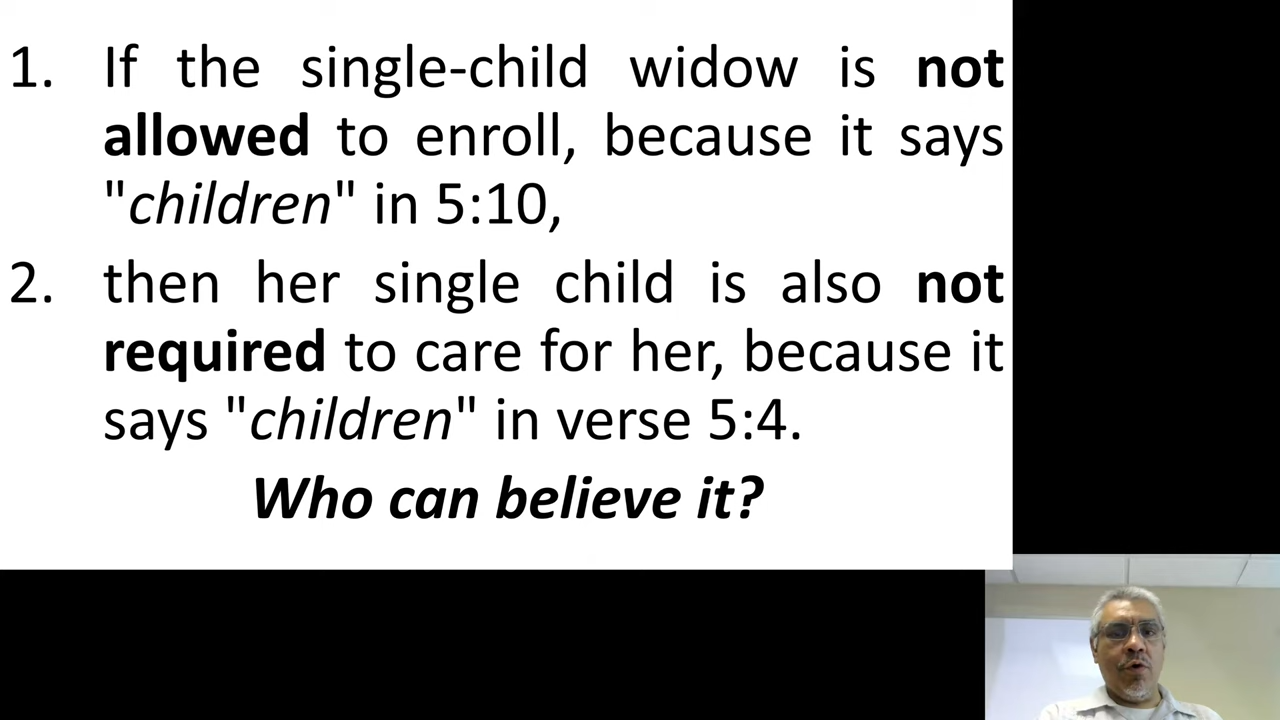 1. If the single-child widow is not
allowed to enroll, because it says
"children" in 5:10,
2. then her single child is also not
required to care for her, because it
says "children" in verse 5:4.
Who can believe it?